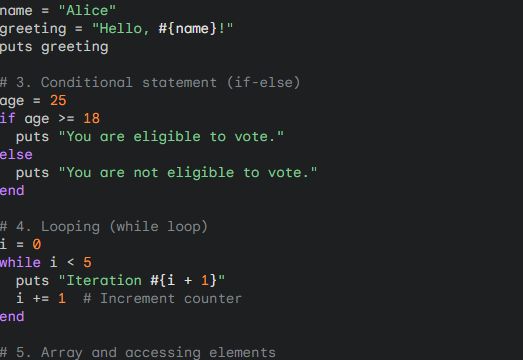 name = "Alice"
greeting = "Hello, #{name}!"
puts greeting

# 3. Conditional statement (if-else)
age = 25
if age >= 18
  puts "You are eligible to vote."
else
  puts "You are not eligible to vote."
end

# 4. Looping (while loop)
i = 0
while i < 5
  puts "Iteration #{i + 1}"
  i += 1  # Increment counter
end

# 5. Array and accessing elements